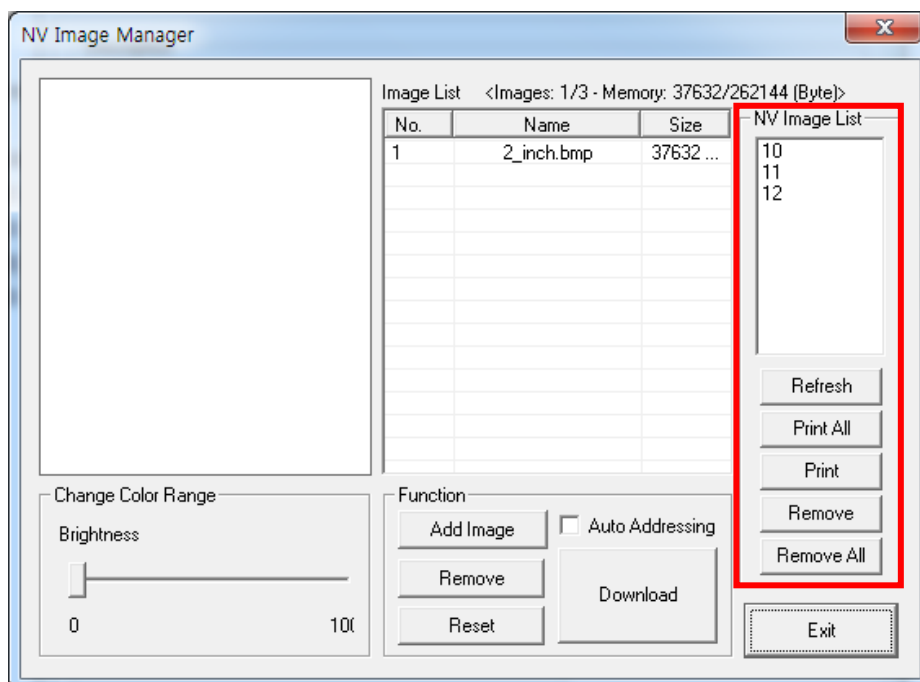 NV Image Manager
Image List <Images: 1/3 - Memory: 37632/262144 (Byte)>
No. Name Size
1 2_inch.bmp 37632 ...
NV Image List
10
11
12
Refresh
Print All
Print
Remove
Remove All
Change Color Range
Brightness
0 10(
Function
Add Image
Auto Addressing
Remove
Download
Reset
Exit